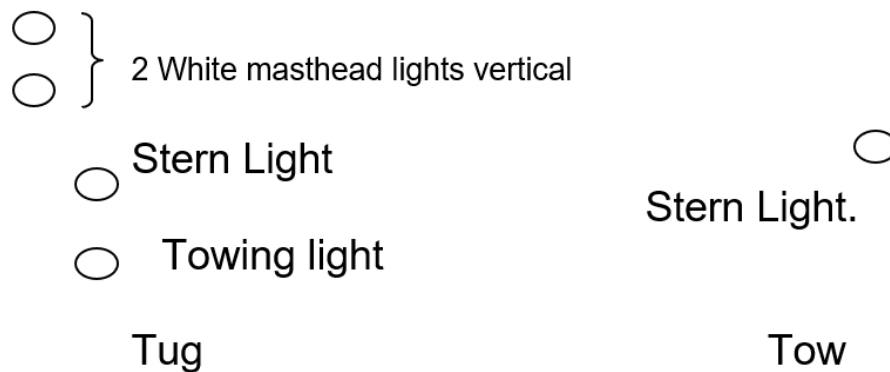 2 White masthead lights vertical
Stern Light
Stern Light.
Towing light
Tug
Tow